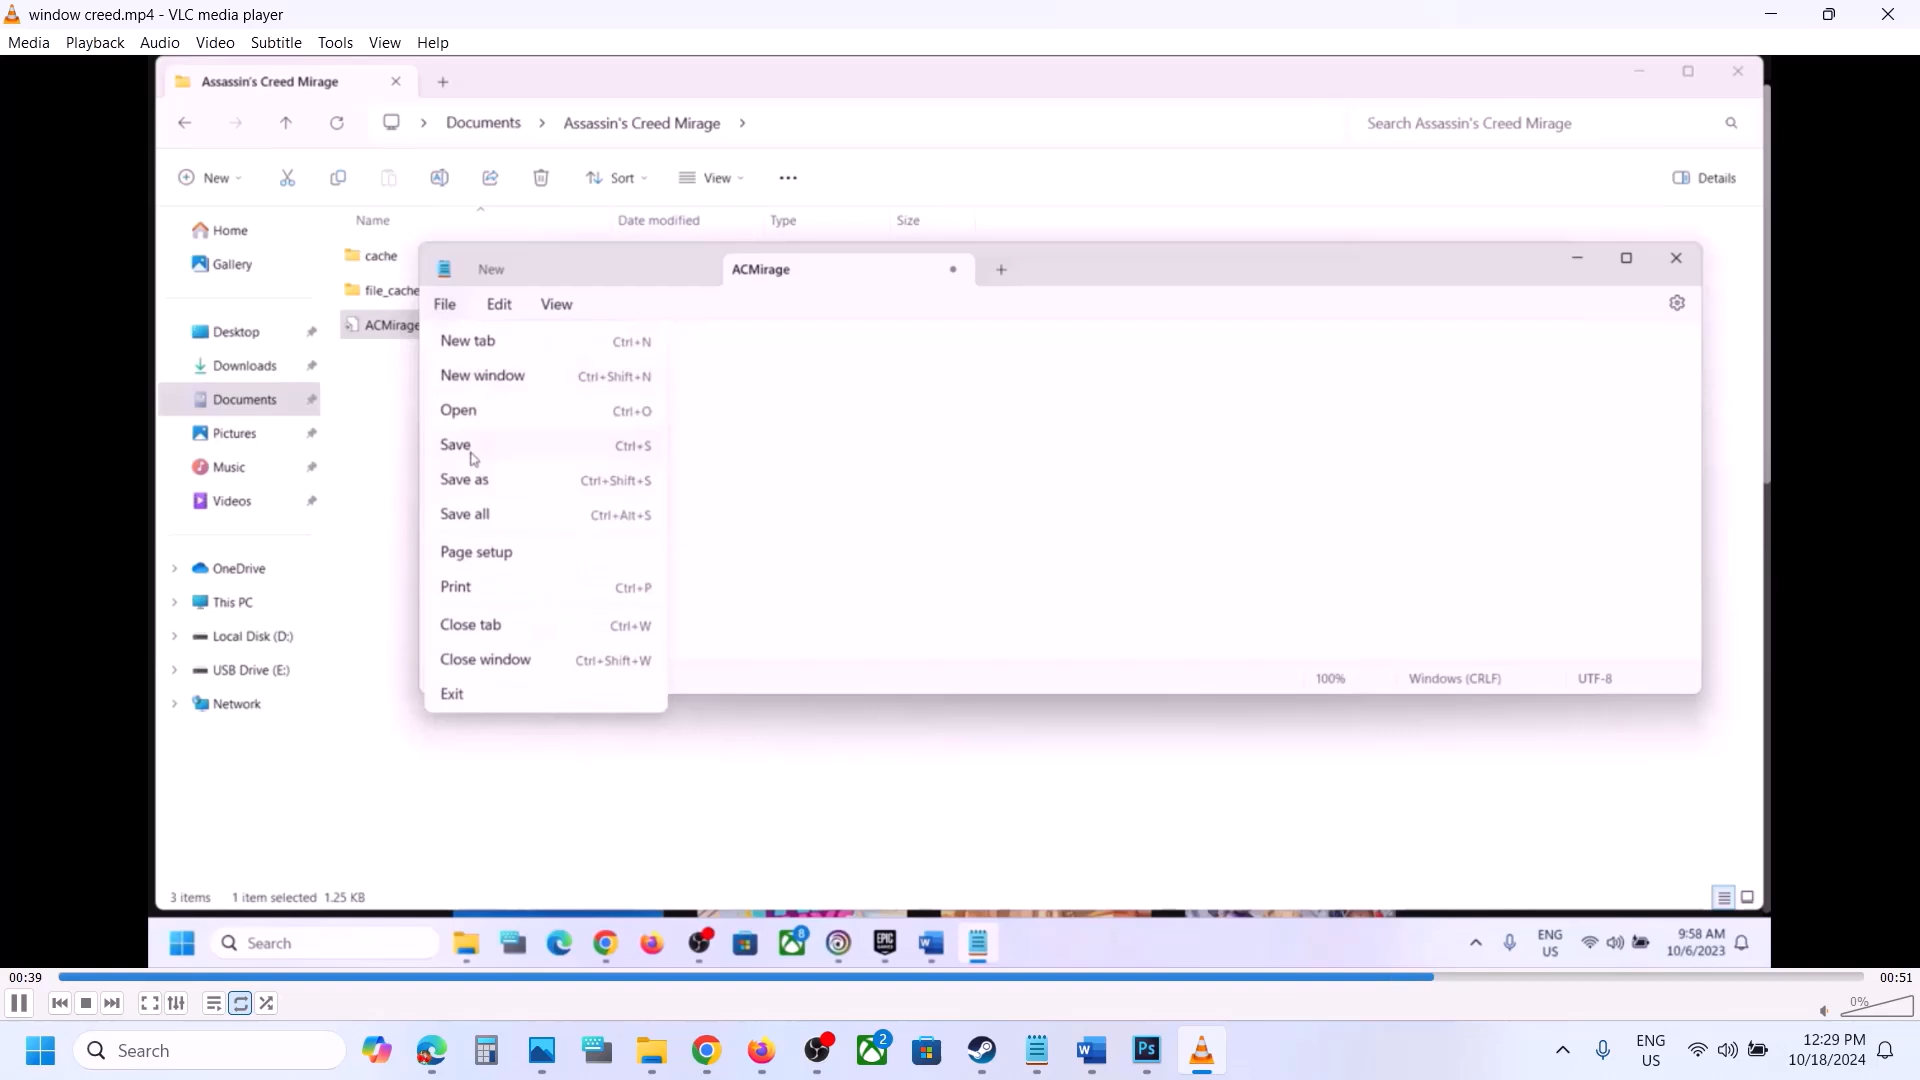 window creed.mp4 - VLC media player
Media Playback Audio Video Subtitle Tools View Help
Assassin's Creed Mirage
Documents Assassin's Creed Mirage
Search Assassin's Creed Mirage
New Sort View Details
Name Date modified Type Size
Home
Gallery
Desktop
Downloads
Documents
Pictures
Music
Videos
OneDrive
This PC
Local Disk (D:)
USB Drive (E:)
Network
cache
file_cache
ACMirage
New ACMirage
File Edit View
New tab Ctrl+N
New window Ctrl+Shift+N
Open Ctrl+O
Save Ctrl+S
Save as Ctrl+Shift+S
Save all Ctrl+Alt+S
Page setup
Print Ctrl+P
Close tab Ctrl+W
Close window Ctrl+Shift+W
Exit
100% Windows (CRLF) UTF-8
3 items 1 item selected 1.25 KB
Search
8
EPIC
ENG
US
9:58 AM
10/6/2023
00:39 00:51
0%
Search
2
Ps
ENG
US
12:29 PM
10/18/2024